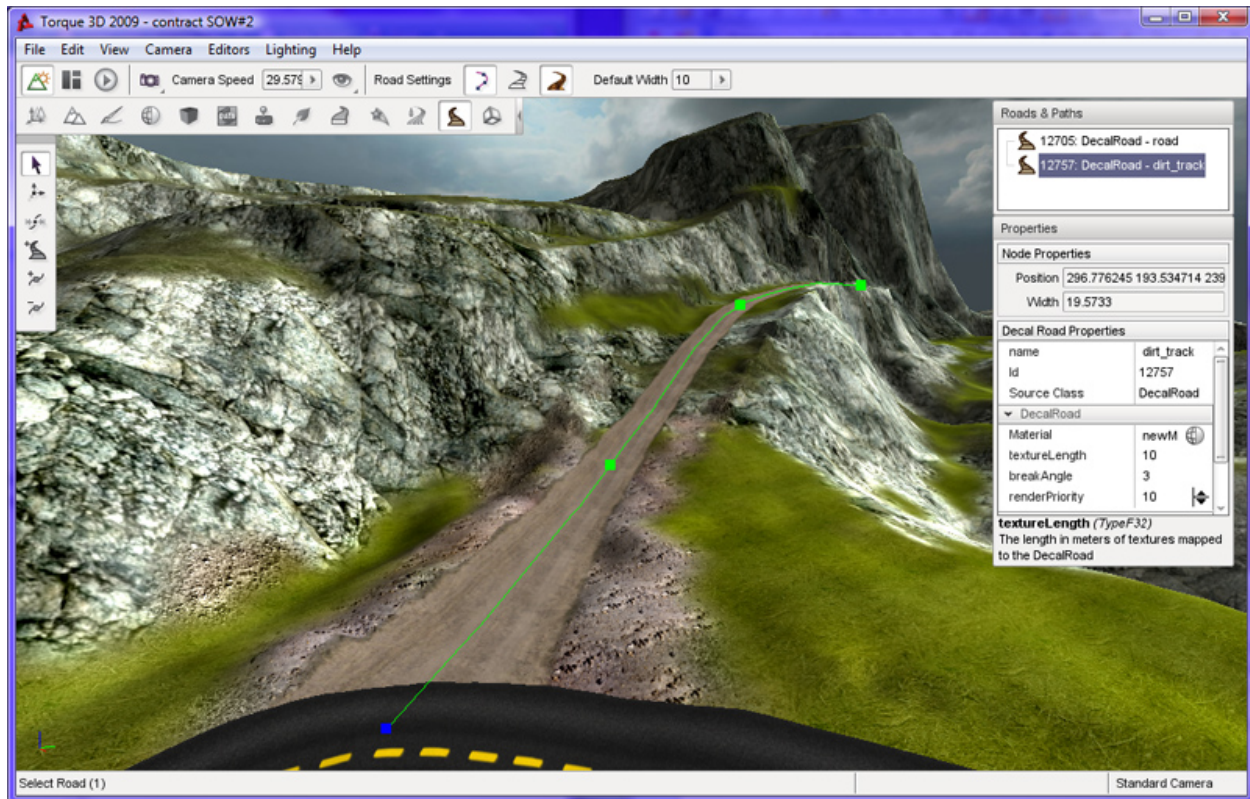 Torque 3D 2009 - contract SOW#2
File Edit View Camera Editors Lighting Help
Camera Speed 29.579 Road Settings Default Width 10
Roads & Paths
12705: DecalRoad - road
12757: DecalRoad - dirt_track
Properties
Node Properties
Position 296.776245 193.534714 239
Width 19.5733
Decal Road Properties
name dirt_track
Id 12757
Source Class DecalRoad
DecalRoad
Material newM
textureLength 10
breakAngle 3
renderPriority 10
textureLength (TypeF32)
The length in meters of textures mapped
to the DecalRoad
Select Road (1) Standard Camera